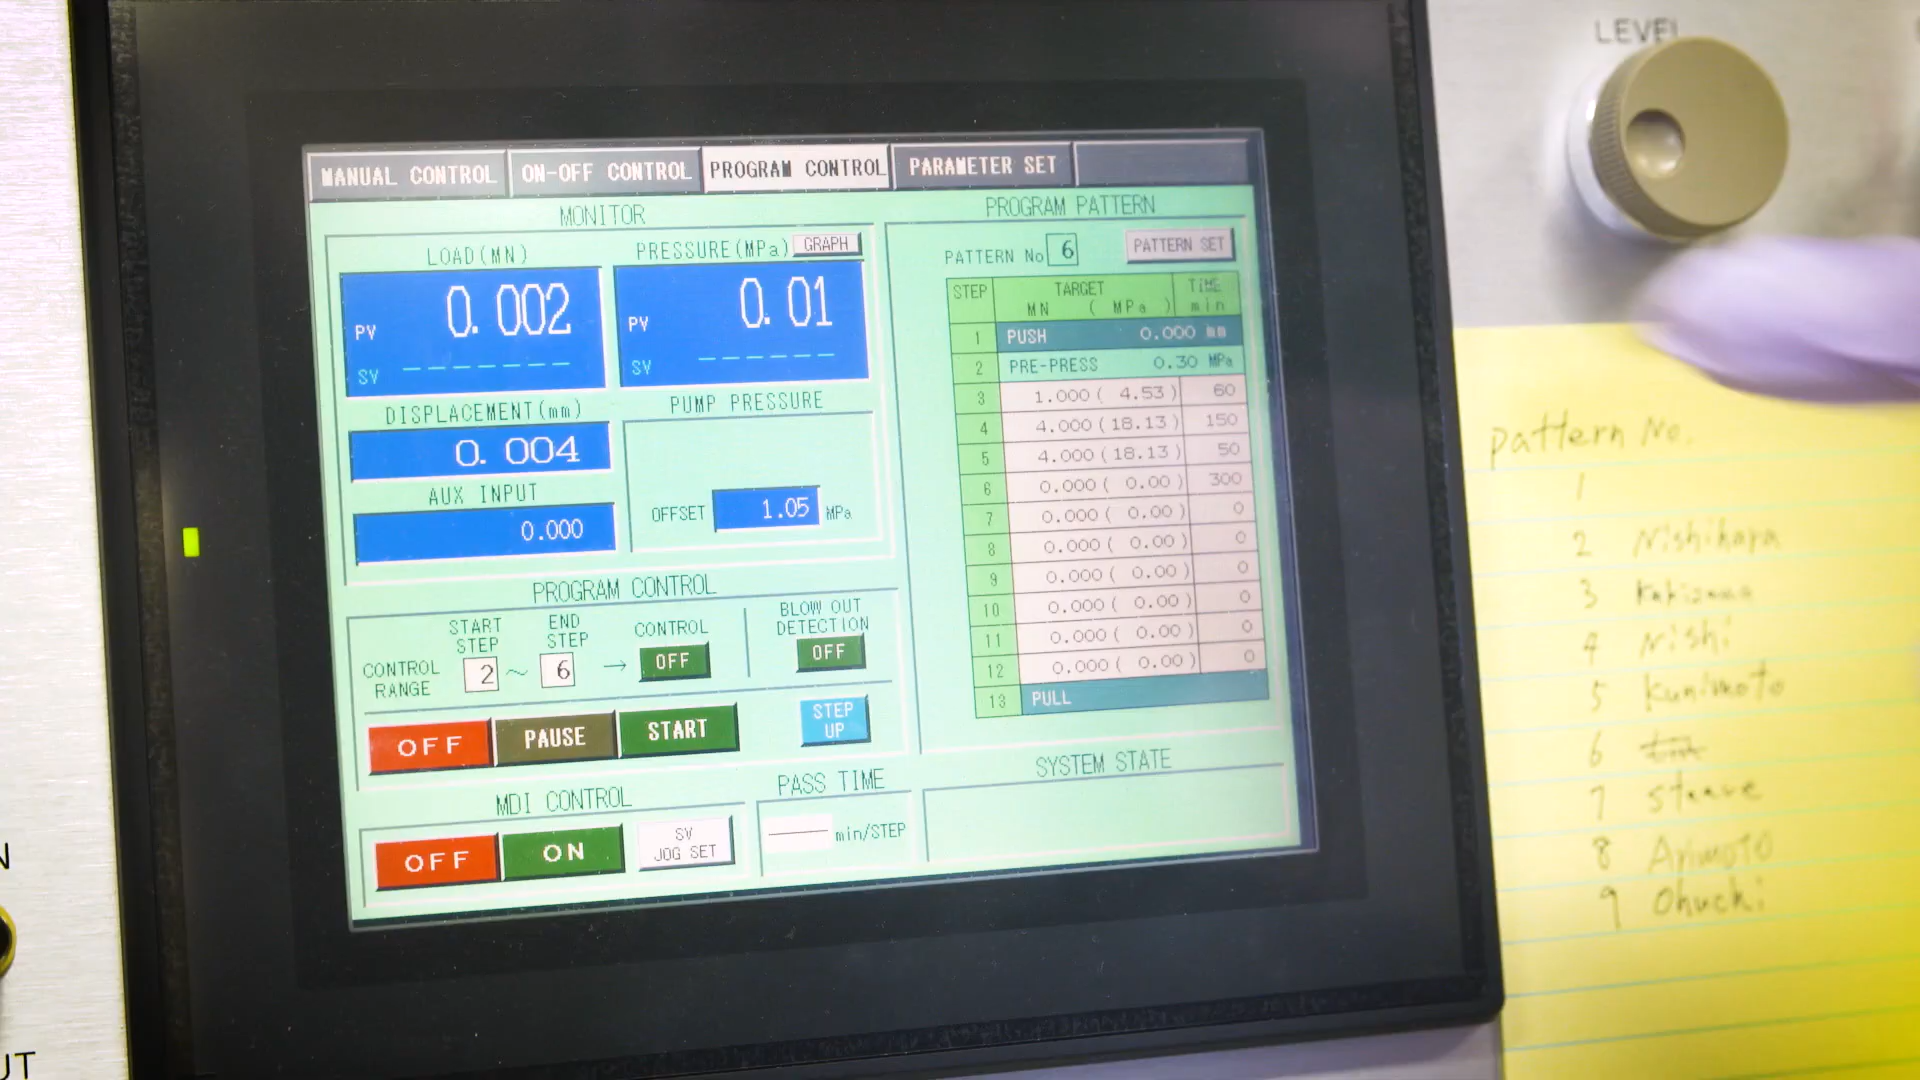 LEVEL
MANUAL CONTROL ON-OFF CONTROL PROGRAM CONTROL PARAMETER SET
MONITOR
LOAD(MN)
PV 0.002
SV ------
PRESSURE(MPa) GRAPH
PV 0.01
SV ------
DISPLACEMENT(mm)
0.004
AUX INPUT
0.000
PUMP PRESSURE
OFFSET 1.05 MPa
PROGRAM CONTROL
CONTROL RANGE
START STEP 2 ~ END STEP 6 → CONTROL OFF
BLOW OUT DETECTION
OFF
OFF PAUSE START
STEP UP
MDI CONTROL
OFF ON
SV JOG SET
PASS TIME
min/STEP
PROGRAM PATTERN
PATTERN No 6 PATTERN SET
STEP TARGET MN ( MPa ) TIME min
1 PUSH 0.000 mm
2 PRE-PRESS 0.30 MPa
3 1.000( 4.53) 60
4 4.000(18.13) 150
5 4.000(18.13) 50
6 0.000( 0.00) 300
7 0.000( 0.00) 0
8 0.000( 0.00) 0
9 0.000( 0.00) 0
10 0.000( 0.00) 0
11 0.000( 0.00) 0
12 0.000( 0.00) 0
13 PULL
SYSTEM STATE
pattern No.
1
2 Nishihara
3
4 Nishi
5 Kunimoto
6
7 Steave
8 Arimoto
9 Ohuchi
N
UT